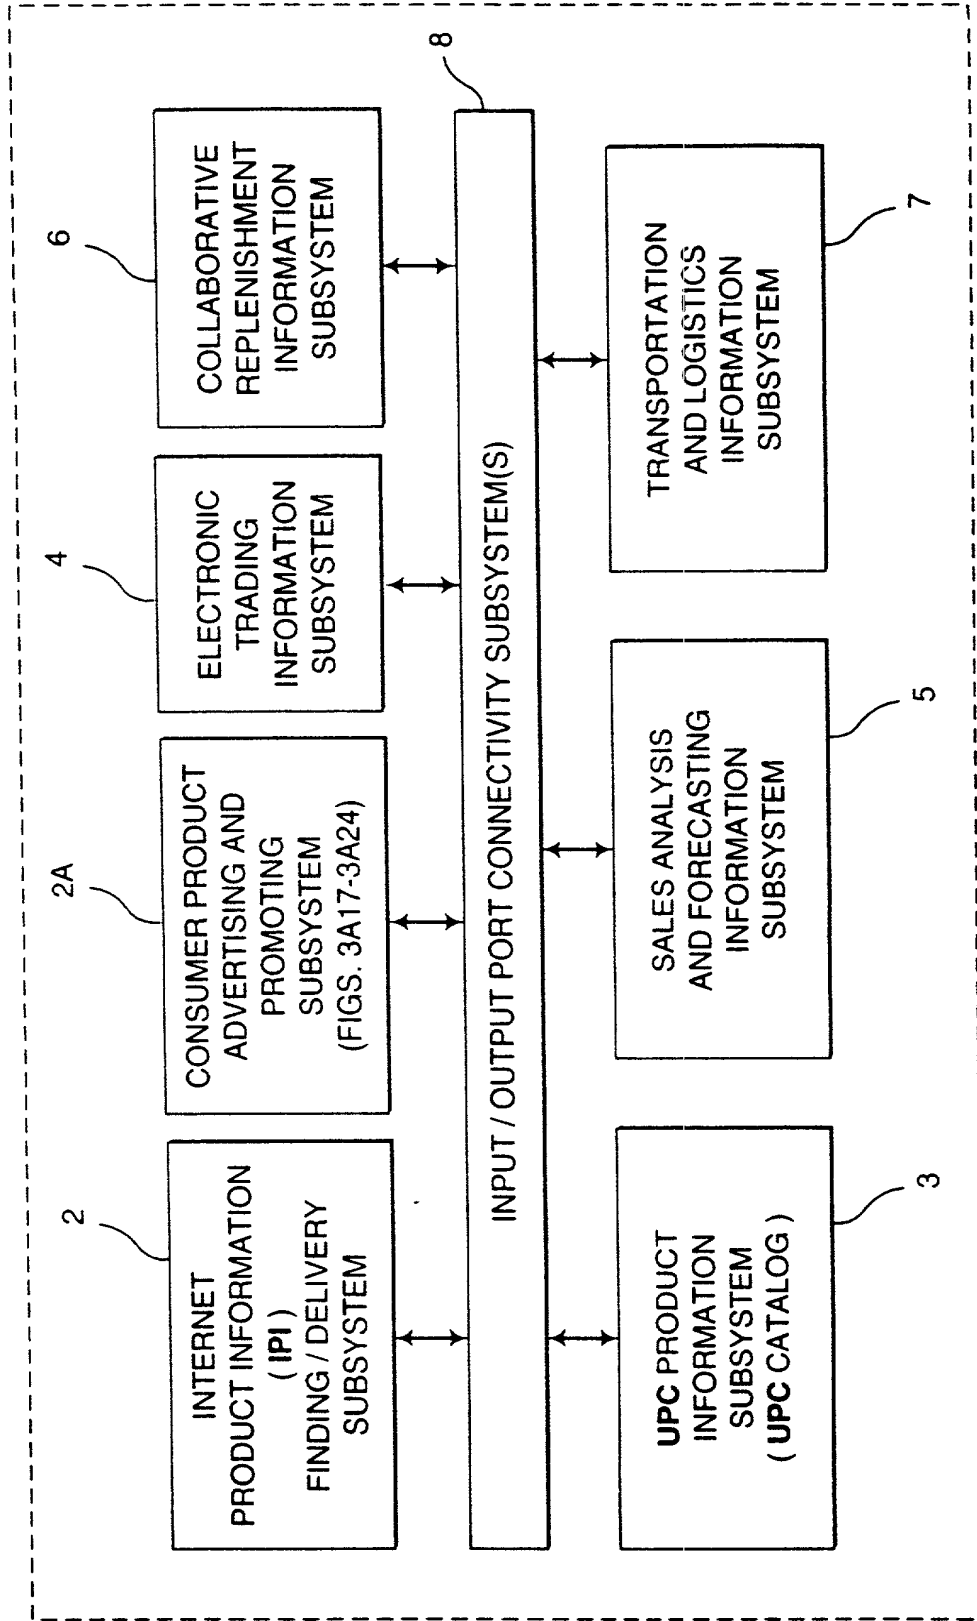 2
INTERNET
PRODUCT INFORMATION
( IPI )
FINDING / DELIVERY
SUBSYSTEM
2A
CONSUMER PRODUCT
ADVERTISING AND
PROMOTING
SUBSYSTEM
(FIGS. 3A17-3A24)
4
ELECTRONIC
TRADING
INFORMATION
SUBSYSTEM
6
COLLABORATIVE
REPLENISHMENT
INFORMATION
SUBSYSTEM
8
INPUT / OUTPUT PORT CONNECTIVITY SUBSYSTEM(S)
UPC PRODUCT
INFORMATION
SUBSYSTEM
( UPC CATALOG )
3
SALES ANALYSIS
AND FORECASTING
INFORMATION
SUBSYSTEM
5
TRANSPORTATION
AND LOGISTICS
INFORMATION
SUBSYSTEM
7